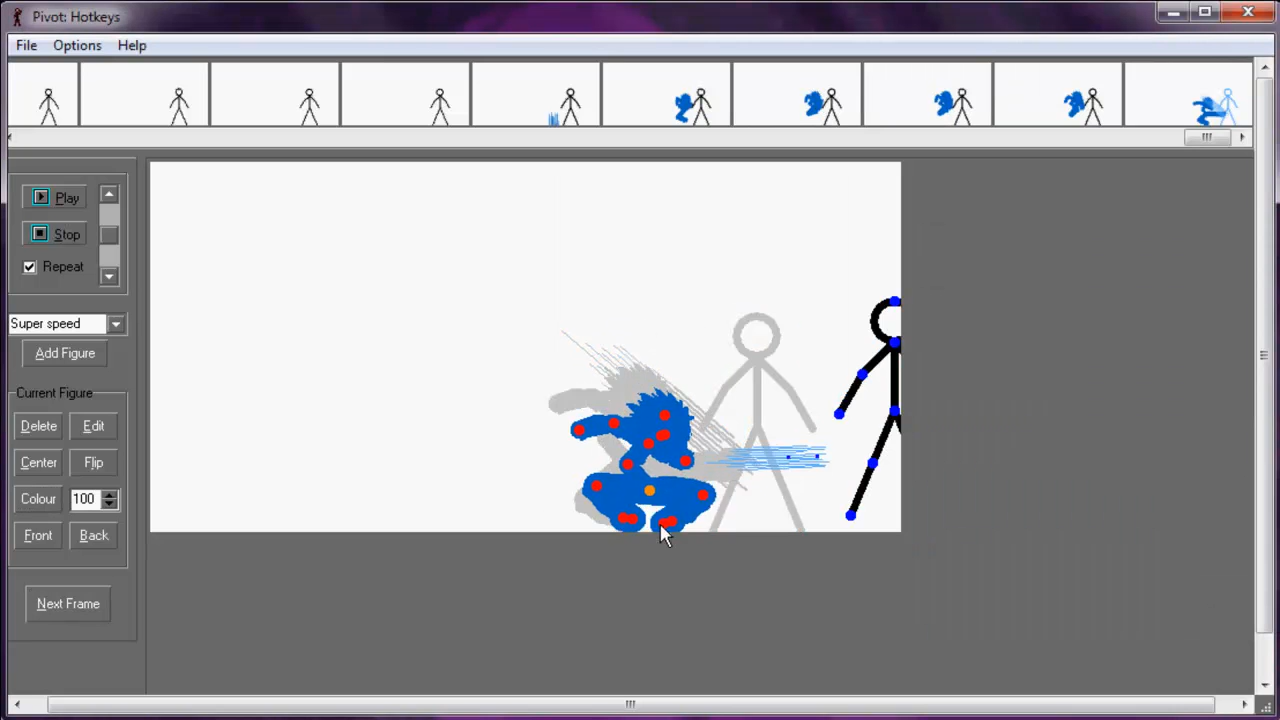 Pivot: Hotkeys
File Options Help
Play
Stop
Repeat
Super speed
Add Figure
Current Figure
Delete Edit
Center Flip
Colour 100
Front Back
Next Frame